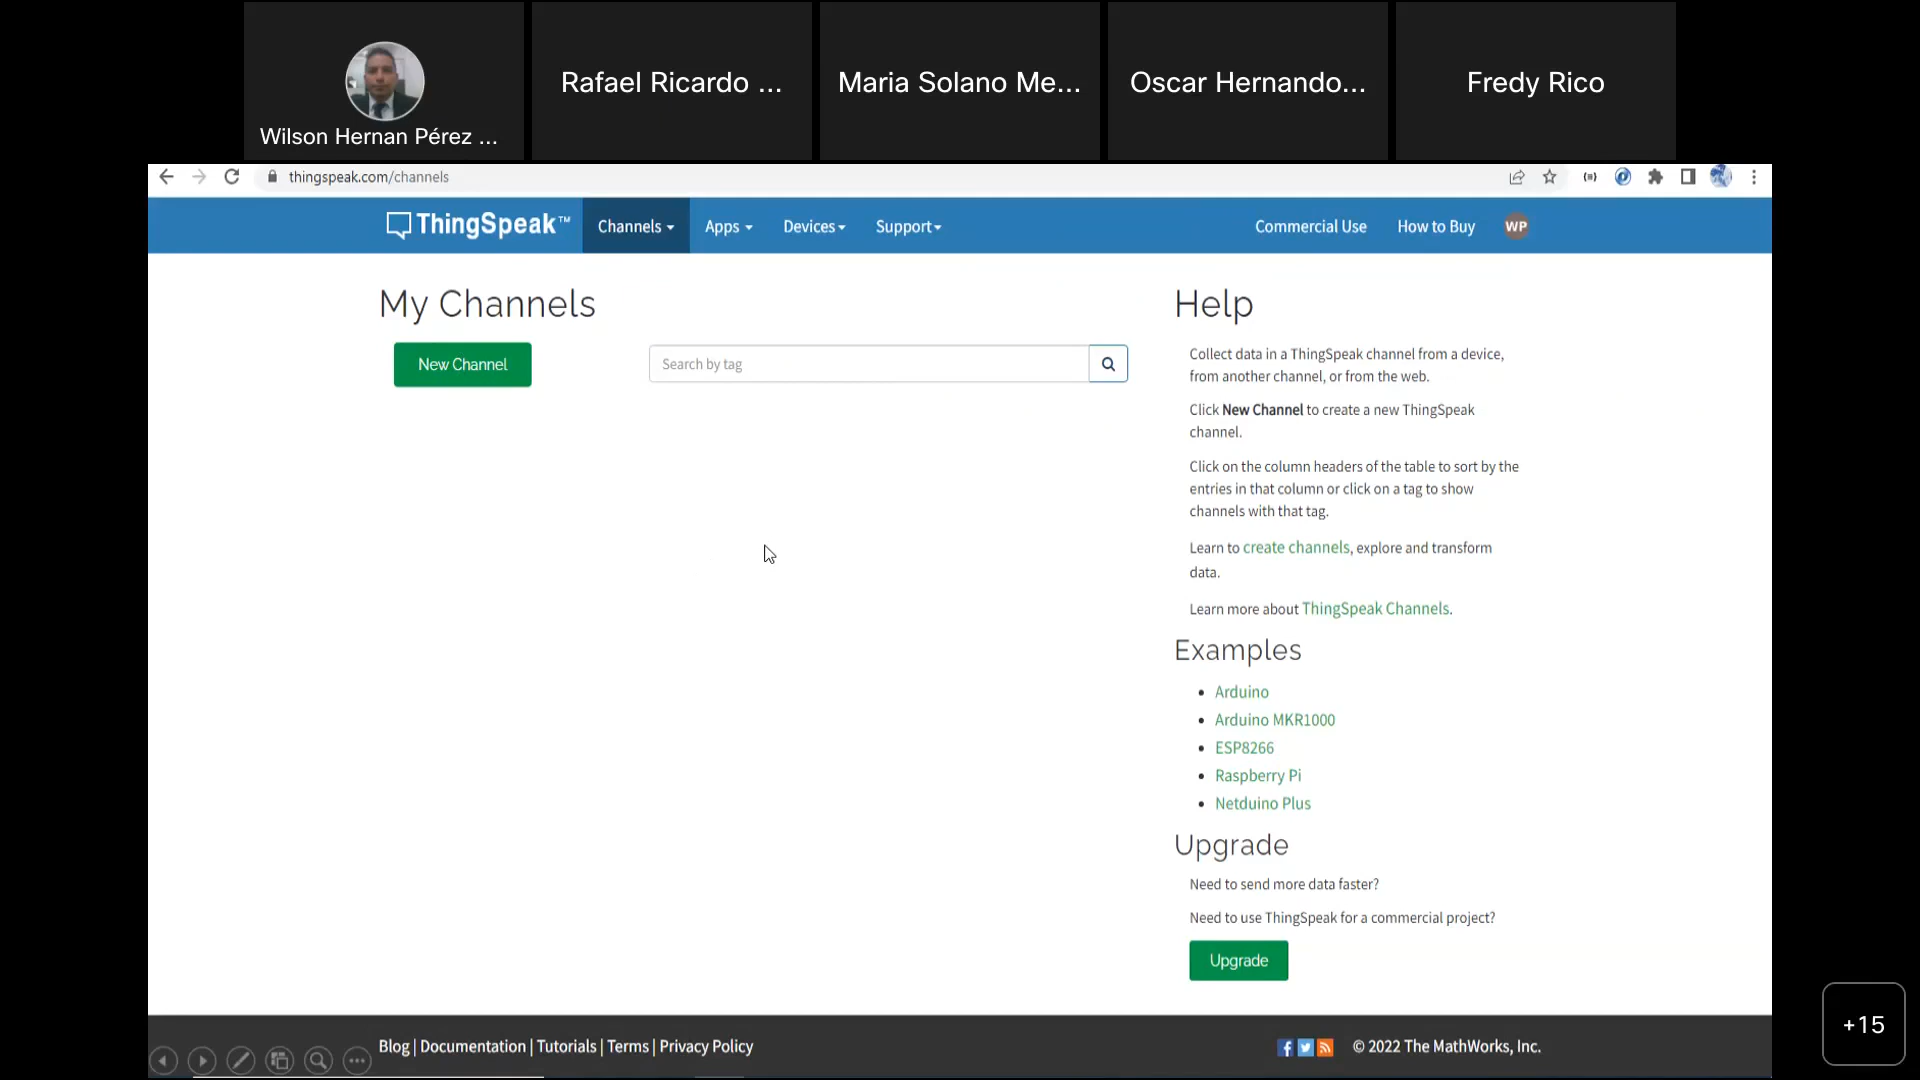 Wilson Hernan Pérez ...
Rafael Ricardo ...
Maria Solano Me...
Oscar Hernando...
Fredy Rico
thingspeak.com/channels
ThingSpeak™
Channels
Apps
Devices
Support
Commercial Use
How to Buy
WP
My Channels
New Channel
Search by tag
Help
Collect data in a ThingSpeak channel from a device,
from another channel, or from the web.
Click New Channel to create a new ThingSpeak
channel.
Click on the column headers of the table to sort by the
entries in that column or click on a tag to show
channels with that tag.
Learn to create channels, explore and transform
data.
Learn more about ThingSpeak Channels.
Examples
Arduino
Arduino MKR1000
ESP8266
Raspberry Pi
Netduino Plus
Upgrade
Need to send more data faster?
Need to use ThingSpeak for a commercial project?
Upgrade
Blog | Documentation | Tutorials | Terms | Privacy Policy
© 2022 The MathWorks, Inc.
+15